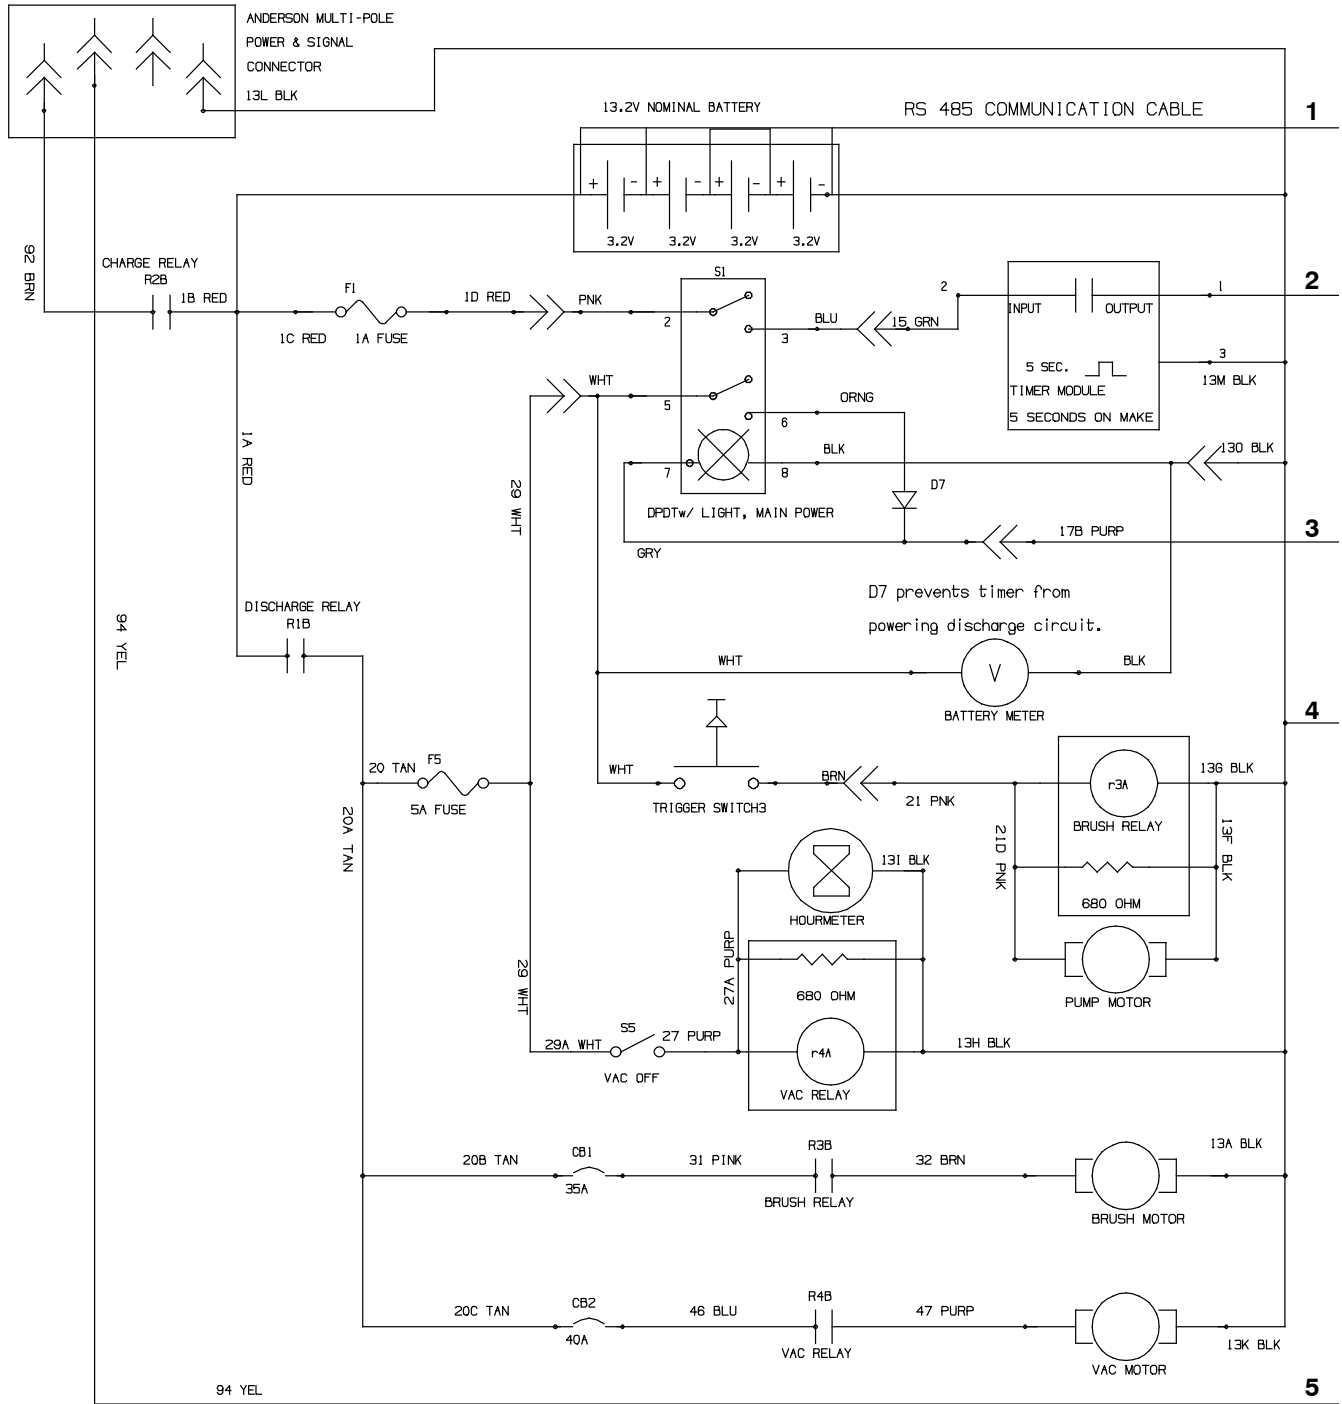 ANDERSON MULTI-POLE
POWER & SIGNAL
CONNECTOR
13L BLK
13.2V NOMINAL BATTERY
RS 485 COMMUNICATION CABLE
1
+ - + - + - + -
3.2V 3.2V 3.2V 3.2V
92 BRN
CHARGE RELAY
R2B
1B RED
F1
1D RED
PNK
1C RED
1A FUSE
S1
2
3
BLU
15 GRN
2
INPUT
OUTPUT
1
2
5 SEC.
TIMER MODULE
5 SECONDS ON MAKE
3
13M BLK
WHT
5
6
ORNG
7
8
BLK
130 BLK
1A RED
29 WHT
DPDTw/ LIGHT, MAIN POWER
D7
GRY
17B PURP
3
D7 prevents timer from
powering discharge circuit.
DISCHARGE RELAY
R1B
94 YEL
WHT
V
BLK
BATTERY METER
4
20 TAN
F5
5A FUSE
WHT
TRIGGER SWITCH3
BRN
21 PNK
r3A
BRUSH RELAY
13G BLK
20A TAN
21D PNK
13F BLK
680 OHM
13I BLK
HOURMETER
PUMP MOTOR
29 WHT
27A PURP
680 OHM
29A WHT
S5
27 PURP
VAC OFF
r4A
VAC RELAY
13H BLK
20B TAN
CB1
35A
31 PINK
R3B
BRUSH RELAY
32 BRN
13A BLK
BRUSH MOTOR
20C TAN
CB2
40A
46 BLU
R4B
VAC RELAY
47 PURP
13K BLK
VAC MOTOR
94 YEL
5